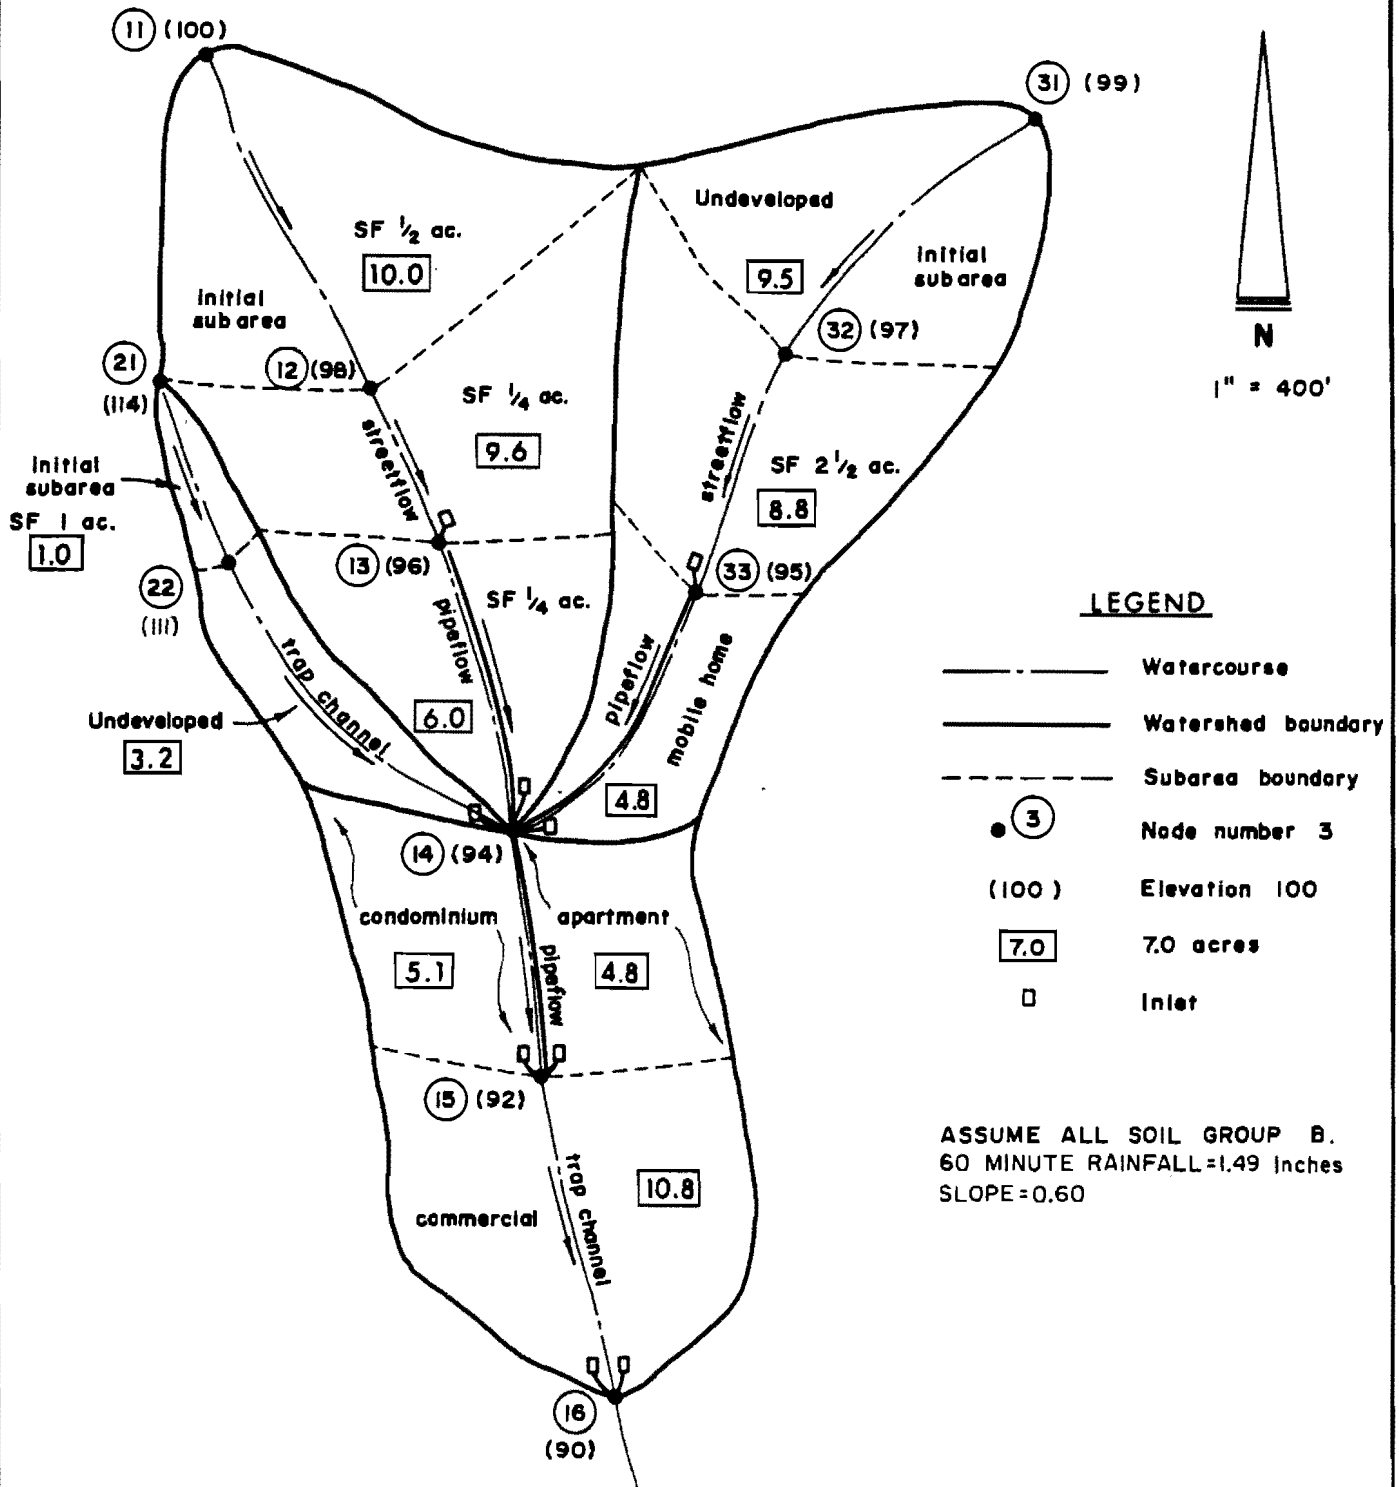 11 (100)
31 (99)
Undeveloped
SF 1/2 ac.
10.0
9.5
Initial
subarea
Initial
subarea
32 (97)
N
1" = 400'
21
(114)
12 (98)
SF 1/4 ac.
9.6
streetflow
streetflow
SF 2 1/2 ac.
8.8
Initial
subarea
SF 1 ac.
1.0
13 (96)
33 (95)
22
(111)
SF 1/4 ac.
pipeflow
pipeflow
mobile home
trap channel
Undeveloped
3.2
6.0
4.8
14 (94)
condominium
apartment
5.1
4.8
pipeflow
15 (92)
trap channel
10.8
commercial
16
(90)
LEGEND
Watercourse
Watershed boundary
Subarea boundary
3 Node number 3
(100) Elevation 100
7.0 7.0 acres
Inlet
ASSUME ALL SOIL GROUP B.
60 MINUTE RAINFALL=1.49 Inches
SLOPE=0.60